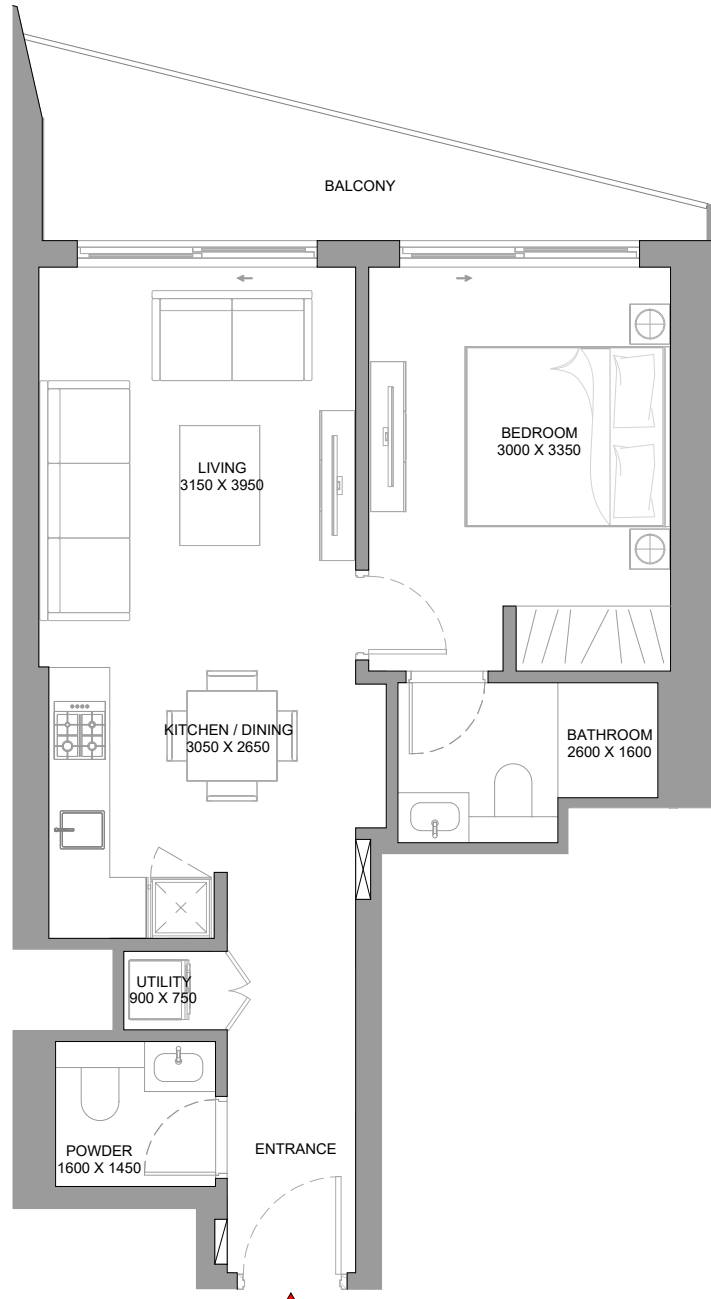 BALCONY
BEDROOM
3000 X 3350
LIVING
3150 X 3950
KITCHEN / DINING
3050 X 2650
BATHROOM
2600 X 1600
UTILITY
900 X 750
POWDER
1600 X 1450
ENTRANCE